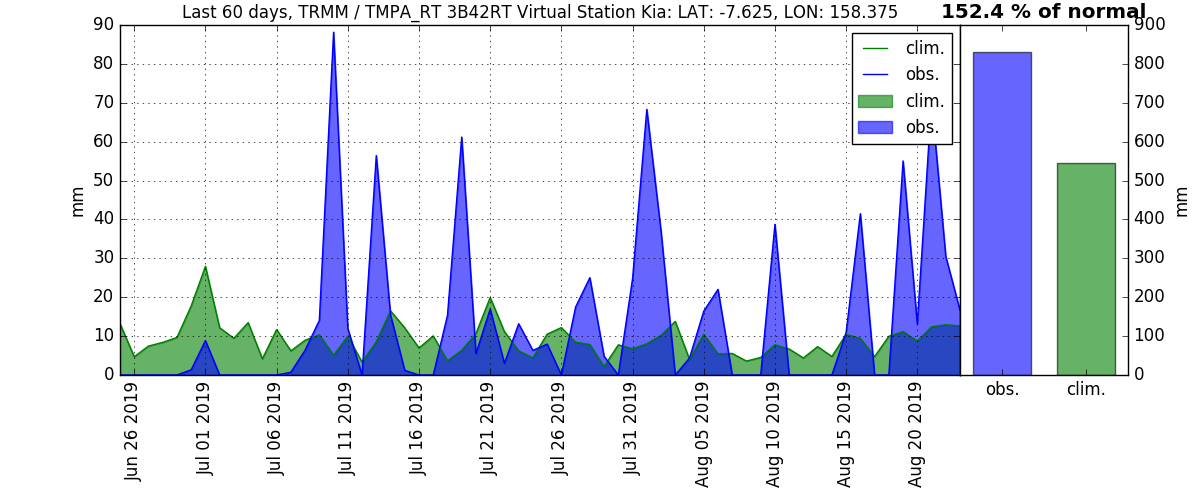 Last 60 days, TRMM / TMPA_RT 3B42RT Virtual Station Kia: LAT: -7.625, LON: 158.375
152.4 % of normal
90
80
70
60
50
40
30
20
10
0
mm
clim.
obs.
clim.
obs.
900
800
700
600
500
400
300
200
100
0
mm
Jun 26 2019
Jul 01 2019
Jul 06 2019
Jul 11 2019
Jul 16 2019
Jul 21 2019
Jul 26 2019
Jul 31 2019
Aug 05 2019
Aug 10 2019
Aug 15 2019
Aug 20 2019
obs.
clim.